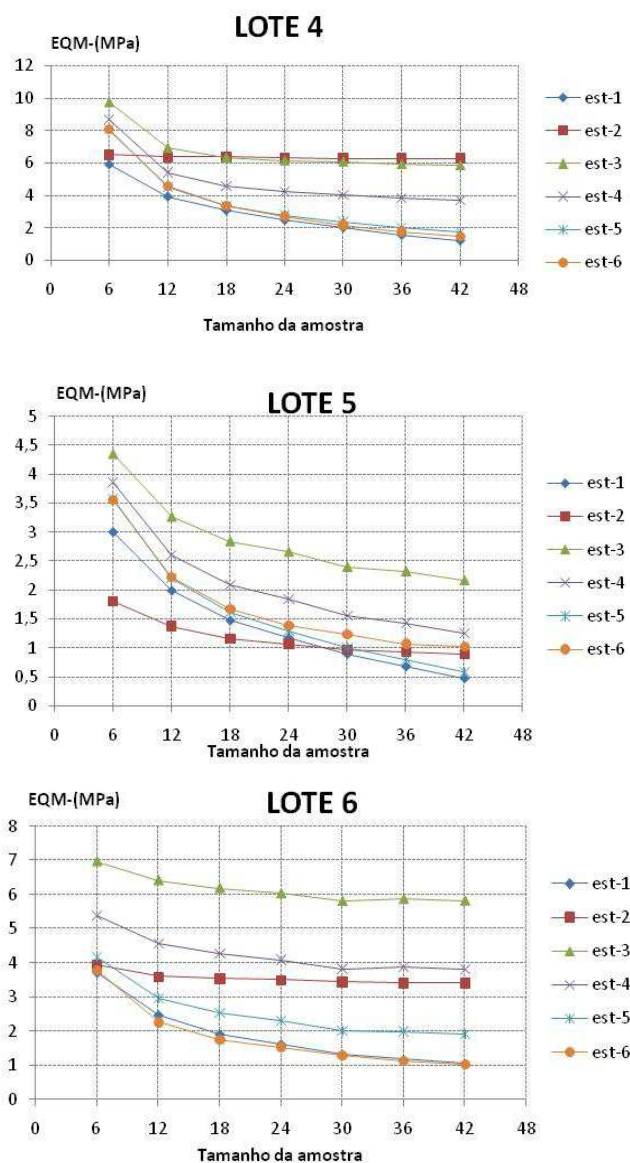 LOTE 4
EQM-(MPa)
12
10
8
6
4
2
0
0 6 12 18 24 30 36 42 48
Tamanho da amostra
est-1
est-2
est-3
est-4
est-5
est-6
LOTE 5
EQM-(MPa)
5
4,5
4
3,5
3
2,5
2
1,5
1
0,5
0
0 6 12 18 24 30 36 42 48
Tamanho da amostra
est-1
est-2
est-3
est-4
est-5
est-6
LOTE 6
EQM-(MPa)
8
7
6
5
4
3
2
1
0
0 6 12 18 24 30 36 42 48
Tamanho da amostra
est-1
est-2
est-3
est-4
est-5
est-6